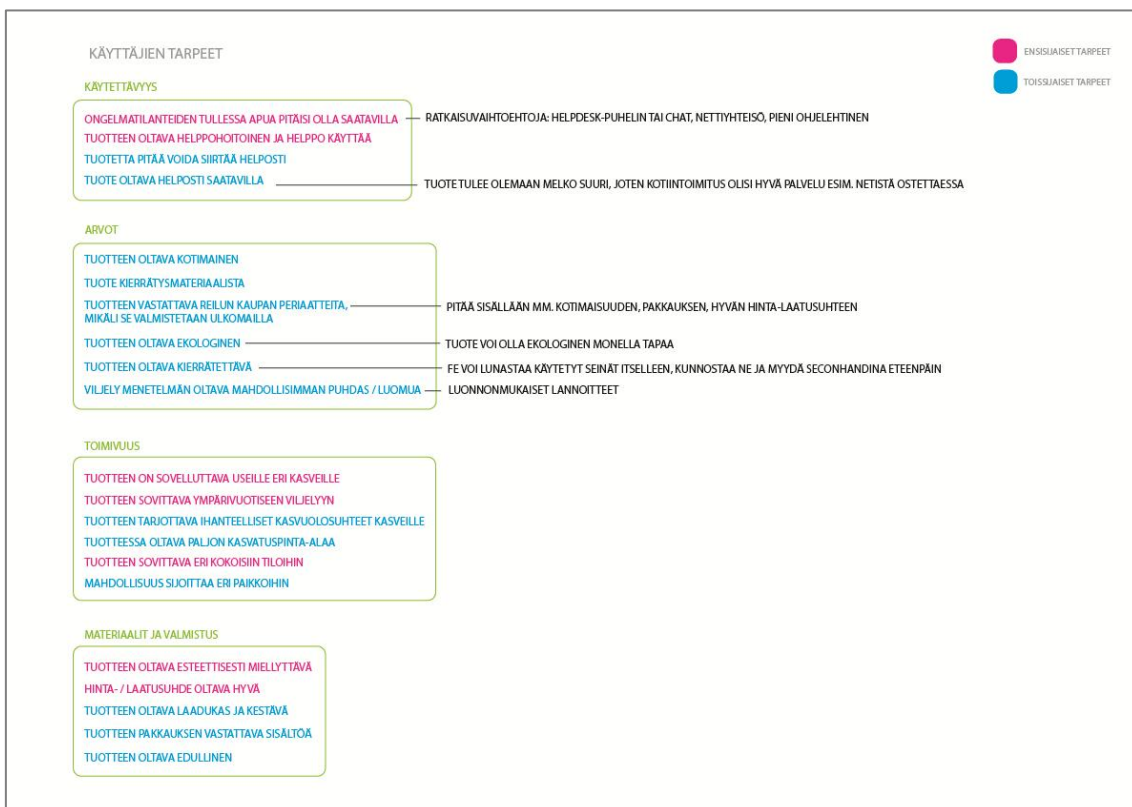 KÄYTTÄJIEN TARPEET
ENSISIJAISET TARPEET
TOISSIJAISET TARPEET
KÄYTETTÄVYYS
ONGELMATILANTEIDEN TULLESSA APUA PITÄISI OLLA SAATAVILLA
RATKAISUVAIHTOEHTOJA: HELPDESK-PUHELIN TAI CHAT, NETTIYHTEISÖ, PIENI OHJELEHTINEN
TUOTTEEN OLTAVA HELPPOHOITOINEN JA HELPPO KÄYTTÄÄ
TUOTETTA PITÄÄ VOIDA SIIRTÄÄ HELPOSTI
TUOTE OLTAVA HELPOSTI SAATAVILLA
TUOTE TULEE OLEMAAN MELKO SUURI, JOTEN KOTIINTOIMITUS OLISI HYVÄ PALVELU ESIM. NETISTÄ OSTETTAESSA
ARVOT
TUOTTEEN OLTAVA KOTIMAINEN
TUOTE KIERRÄTYSMATERIAALISTA
TUOTTEEN VASTATTAVA REILUN KAUPAN PERIAATTEITA,
MIKÄLI SE VALMISTETAAN ULKOMAILLA
PITÄÄ SISÄLLÄÄN MM. KOTIMAISUUDEN, PAKKAUKSEN, HYVÄN HINTA-LAATUSUHTEEN
TUOTTEEN OLTAVA EKOLOGINEN
TUOTE VOI OLLA EKOLOGINEN MONELLA TAPAA
TUOTTEEN OLTAVA KIERRÄTETTÄVÄ
FE VOI LUNASTAA KÄYTETYT SEINÄT ITSELLEEN, KUNNOSTAA NE JA MYYDÄ SECONHANDINA ETEENPÄIN
VILJELY MENETELMÄN OLTAVA MAHDOLLISIMMAN PUHDAS / LUOMUA
LUONNONMUKAISET LANNOITTEET
TOIMIVUUS
TUOTTEEN ON SOVELLUTTAVA USEILLE ERI KASVEILLE
TUOTTEEN SOVITTAVA YMPÄRIVUOTISEEN VILJELYYN
TUOTTEEN TARJOTTAVA IHANTEELLISET KASVUOLOSUHTEET KASVEILLE
TUOTTEESSA OLTAVA PALJON KASVATUSPINTA-ALAA
TUOTTEEN SOVITTAVA ERI KOKOISIIN TILOIHIN
MAHDOLLISUUS SIJOITTAA ERI PAIKKOIHIN
MATERIAALIT JA VALMISTUS
TUOTTEEN OLTAVA ESTEETTISESTI MIELLYTTÄVÄ
HINTA- / LAATUSUHDE OLTAVA HYVÄ
TUOTTEEN OLTAVA LAADUKAS JA KESTÄVÄ
TUOTTEEN PAKKAUKSEN VASTATTAVA SISÄLTÖÄ
TUOTTEEN OLTAVA EDULLINEN